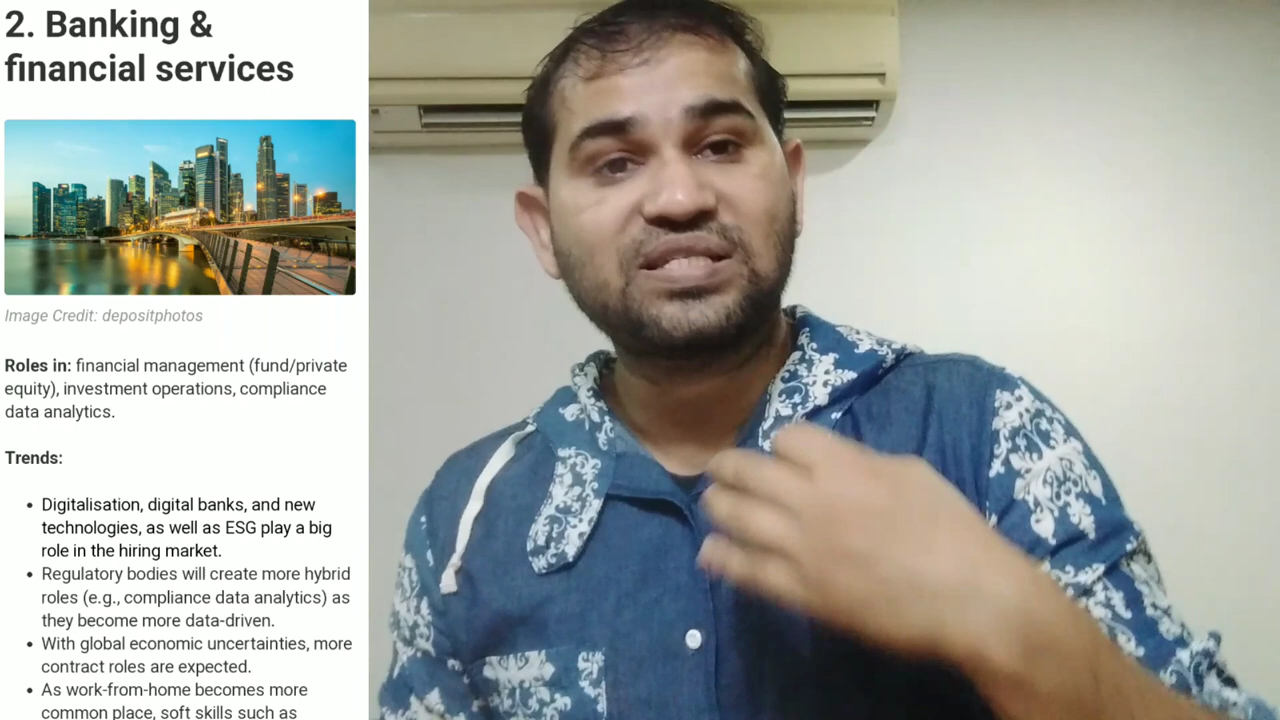 2. Banking &
financial services
Image Credit: depositphotos
Roles in: financial management (fund/private
equity), investment operations, compliance
data analytics.
Trends:
• Digitalisation, digital banks, and new
technologies, as well as ESG play a big
role in the hiring market.
• Regulatory bodies will create more hybrid
roles (e.g., compliance data analytics) as
they become more data-driven.
• With global economic uncertainties, more
contract roles are expected.
• As work-from-home becomes more
common place, soft skills such as